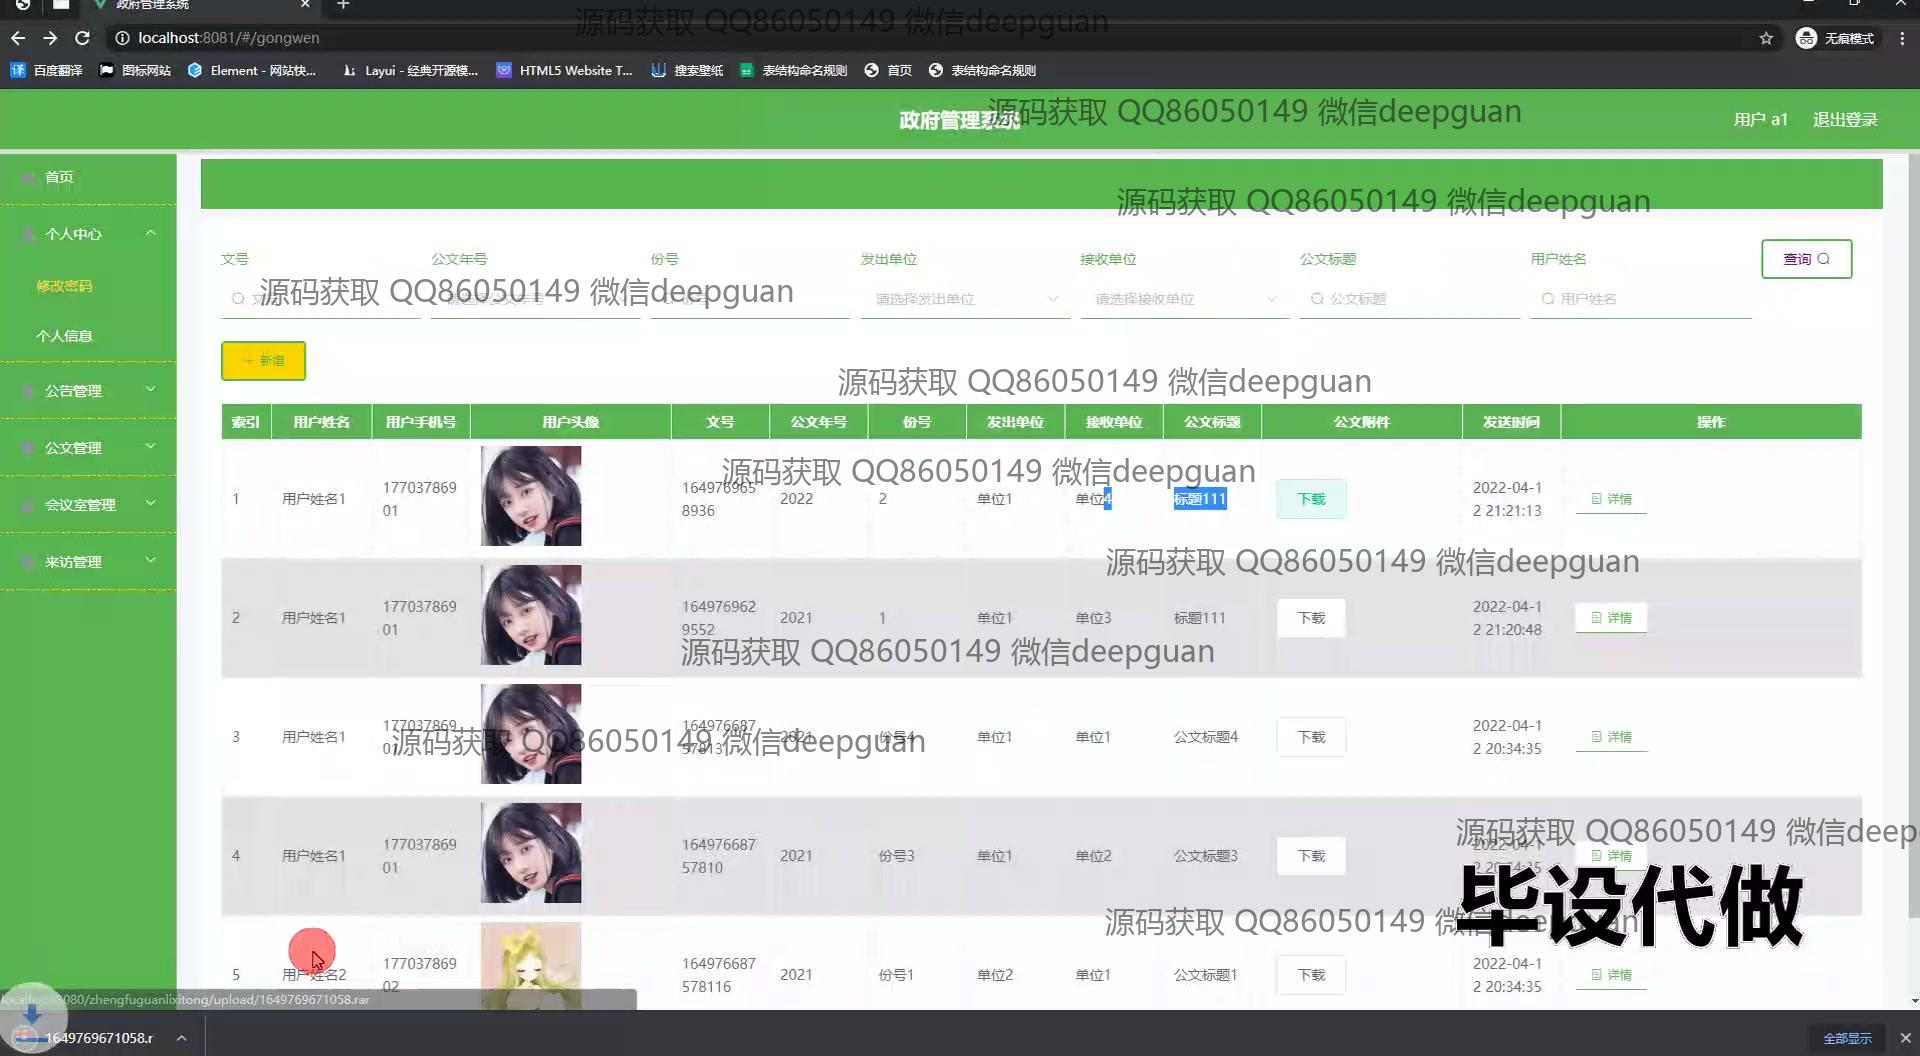 政府管理系统
源码获取 QQ86050149 微信deepguan
localhost:8081/#/gongwen
无痕模式
百度翻译 图标网站 Element - 网站快... Layui - 经典开源模... HTML5 Website T... 搜索壁纸 表结构命名规则 首页 表结构命名规则
源码获取 QQ86050149 微信deepguan
政府管理系统
用户 a1 退出登录
首页
源码获取 QQ86050149 微信deepguan
个人中心
修改密码
个人信息
公告管理
公文管理
会议室管理
来访管理
文号 公文年号 份号 发出单位 接收单位 公文标题 用户姓名
查询
源码获取 QQ86050149 微信deepguan
请选择发出单位 请选择接收单位 公文标题 用户姓名
新增
源码获取 QQ86050149 微信deepguan
索引 用户姓名 用户手机号 用户头像 文号 公文年号 份号 发出单位 接收单位 公文标题 公文附件 发送时间 操作
源码获取 QQ86050149 微信deepguan
1 用户姓名1 17703786901 1649769658936 2022 2 单位1 单位4 标题111 下载 2022-04-12 21:21:13 详情
源码获取 QQ86050149 微信deepguan
2 用户姓名1 17703786901 1649769629552 2021 1 单位1 单位3 标题111 下载 2022-04-12 21:20:48 详情
源码获取 QQ86050149 微信deepguan
3 用户姓名1 17703786901 16497668757813 2021 份号4 单位1 单位1 公文标题4 下载 2022-04-12 20:34:35 详情
源码获取 QQ86050149 微信deepguan
4 用户姓名1 17703786901 16497668757810 2021 份号3 单位1 单位2 公文标题3 下载 2022-04-12 20:34:35 详情
源码获取 QQ86050149 微信deep
毕设代做
源码获取 QQ86050149 微信deepguan
5 用户姓名2 17703786902 164976687578116 2021 份号1 单位2 单位1 公文标题1 下载 2022-04-12 20:34:35 详情
8080/zhengfuguanlixitong/upload/1649769671058.rar
1649769671058.r
全部显示